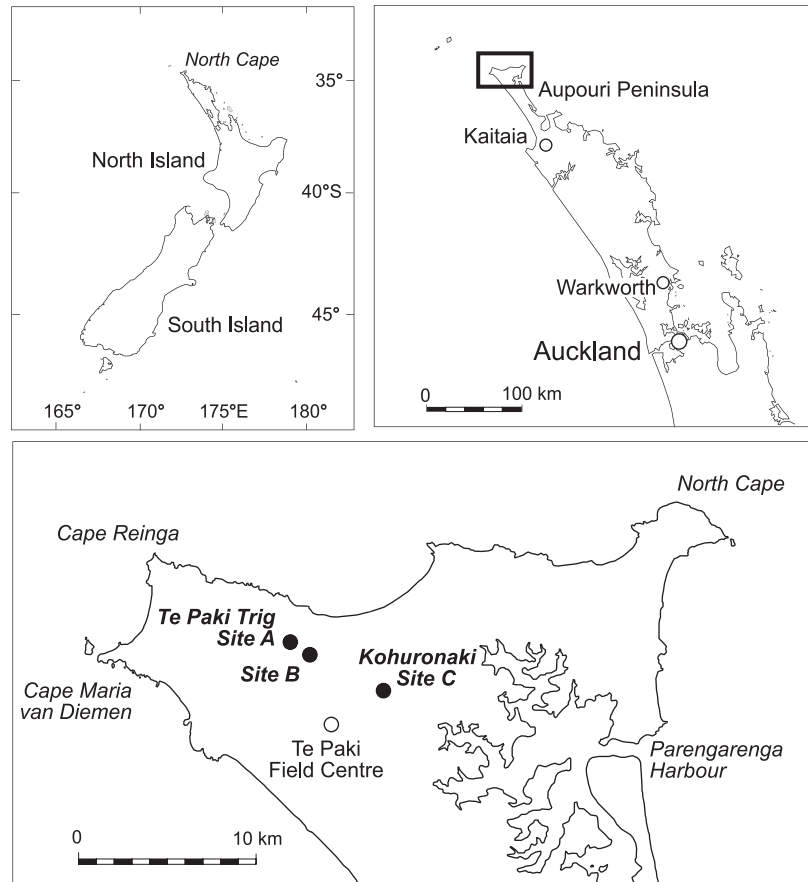 North Cape
35°
North Island
40°S
45°
South Island
165°
170°
175°E
180°
Aupouri Peninsula
Kaitaia
Warkworth
Auckland
0
100 km
North Cape
Cape Reinga
Te Paki Trig
Site A
Site B
Kohuronaki
Site C
Cape Maria
van Diemen
Te Paki
Field Centre
Parengarenga
Harbour
0
10 km